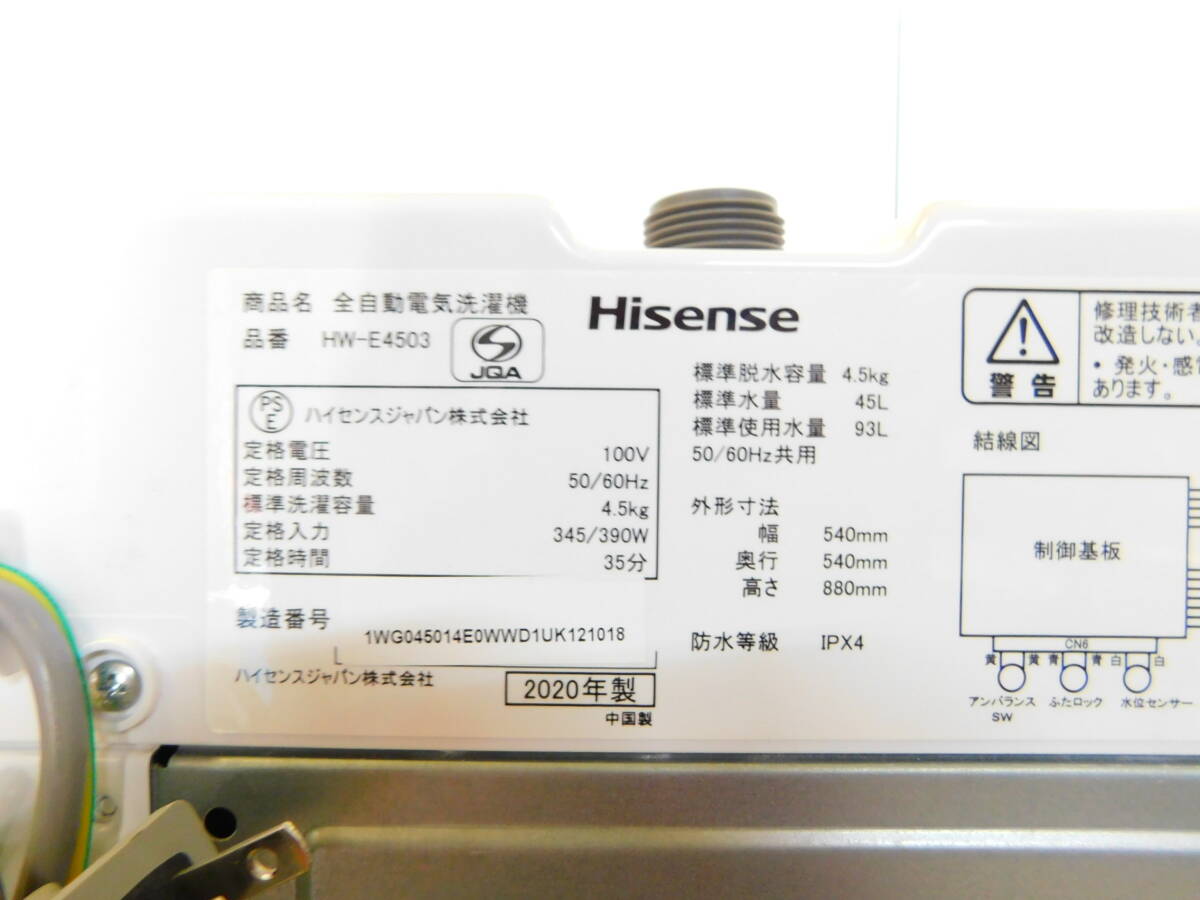 商品名 全自動電気洗濯機
品番 HW-E4503
JQA
Hisense
PSE ハイセンスジャパン株式会社
定格電圧 100V
定格周波数 50/60Hz
標準洗濯容量 4.5kg
定格入力 345/390W
定格時間 35分
製造番号
1WG045014E0WWD1UK121018
ハイセンスジャパン株式会社
2020年製
中国製
標準脱水容量 4.5kg
標準水量 45L
標準使用水量 93L
50/60Hz共用
外形寸法
幅 540mm
奥行 540mm
高さ 880mm
防水等級 IPX4
警告
修理技術者
改造しない。
・発火・感電
あります。
結線図
制御基板
CN6
黄 黄 青 青 白 白
アンバランス ふたロック 水位センサー
SW